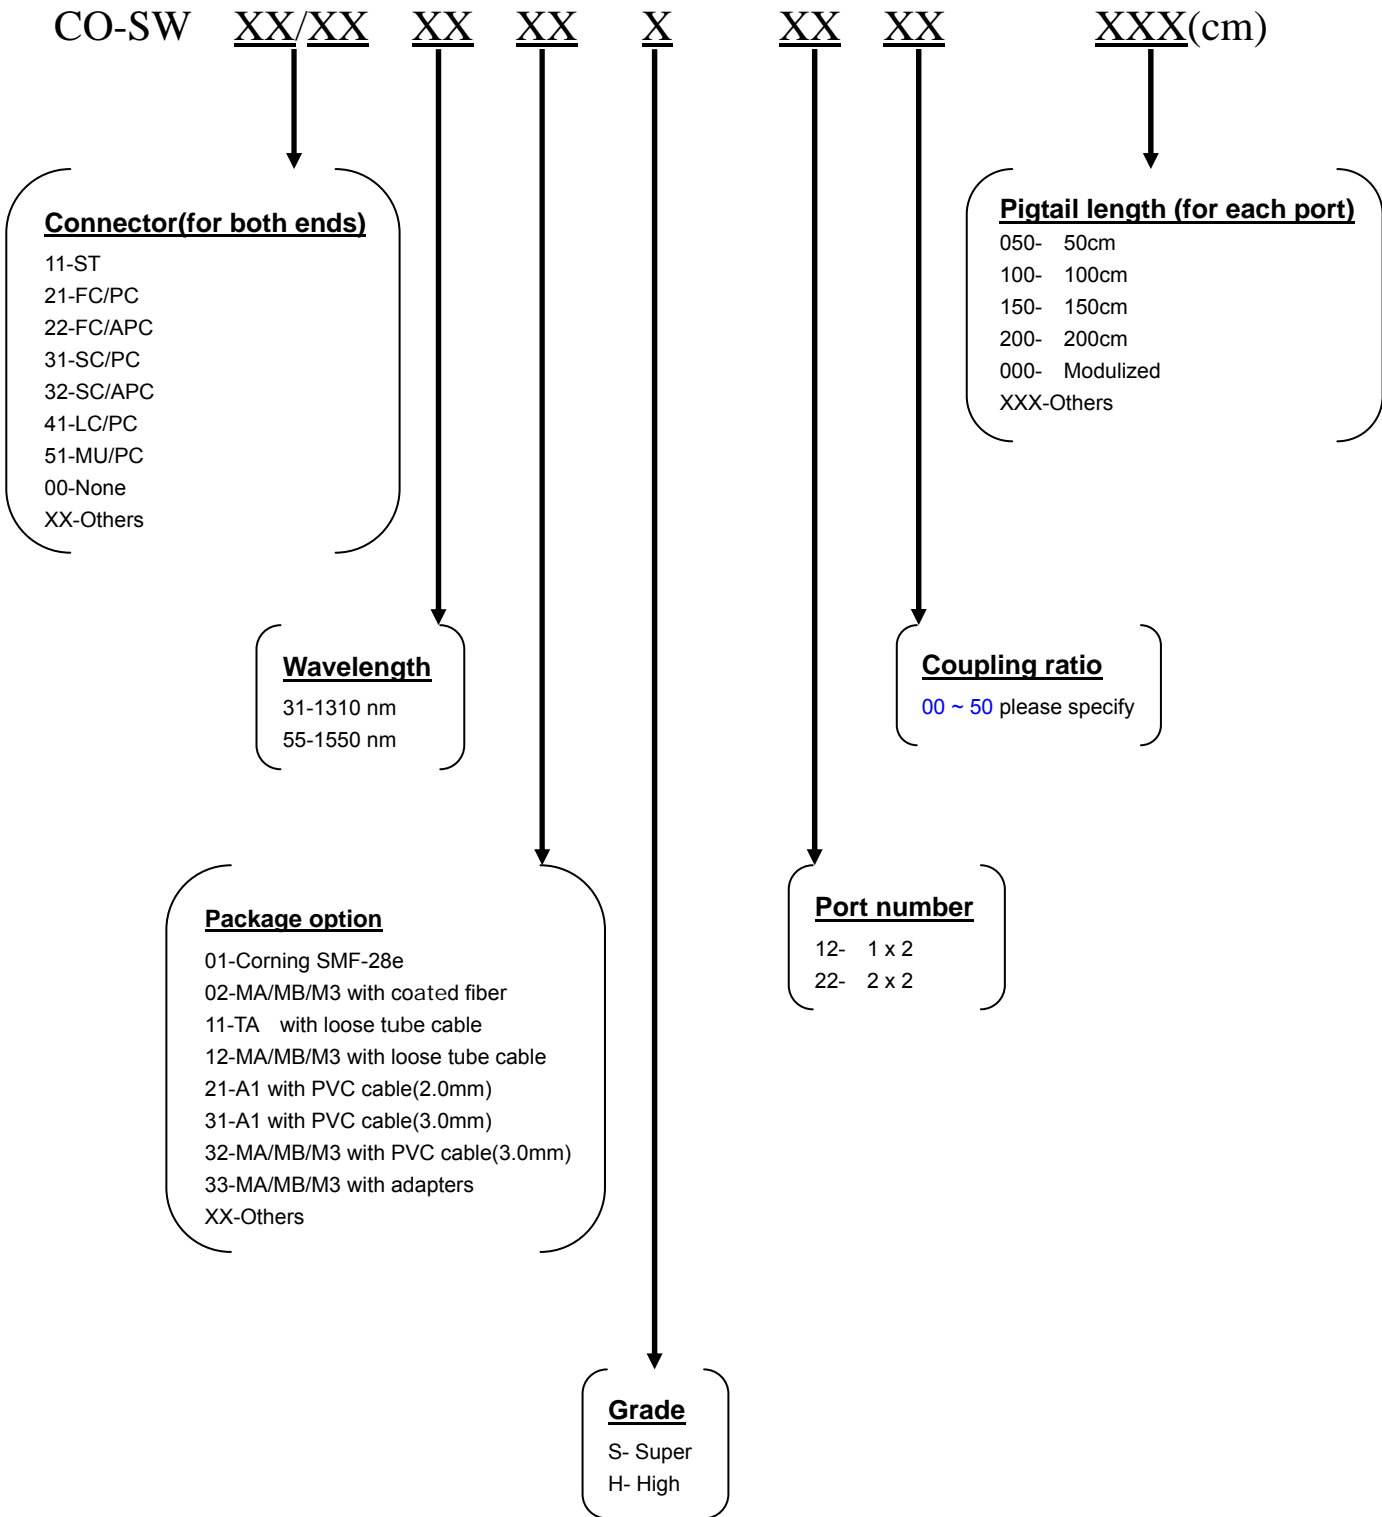 CO-SW XX/XX XX XX X XX XX XXX(cm)
Connector(for both ends)
11-ST
21-FC/PC
22-FC/APC
31-SC/PC
32-SC/APC
41-LC/PC
51-MU/PC
00-None
XX-Others
Pigtail length (for each port)
050- 50cm
100- 100cm
150- 150cm
200- 200cm
000- Modulized
XXX-Others
Wavelength
31-1310 nm
55-1550 nm
Coupling ratio
00 ~ 50 please specify
Package option
01-Corning SMF-28e
02-MA/MB/M3 with coated fiber
11-TA with loose tube cable
12-MA/MB/M3 with loose tube cable
21-A1 with PVC cable(2.0mm)
31-A1 with PVC cable(3.0mm)
32-MA/MB/M3 with PVC cable(3.0mm)
33-MA/MB/M3 with adapters
XX-Others
Port number
12- 1 x 2
22- 2 x 2
Grade
S- Super
H- High